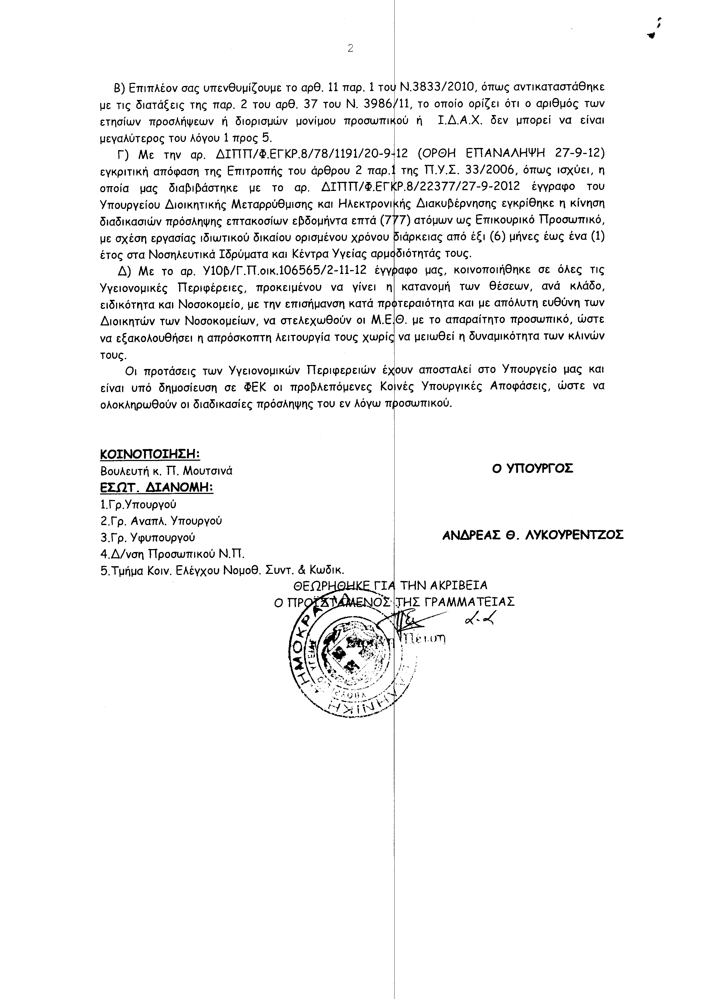 2
Β) Επιπλέον σας υπενθυμίζουμε το αρθ. 11 παρ. 1 του Ν.3833/2010, όπως αντικαταστάθηκε
με τις διατάξεις της παρ. 2 του αρθ. 37 του Ν. 3986/11, το οποίο ορίζει ότι ο αριθμός των
ετησίων προσλήψεων ή διορισμών μονίμου προσωπικού ή Ι.Δ.Α.Χ. δεν μπορεί να είναι
μεγαλύτερος του λόγου 1 προς 5.
Γ) Με την αρ. ΔΙΠΠ/Φ.ΕΓΚΡ.8/78/1191/20-9-12 (ΟΡΘΗ ΕΠΑΝΑΛΗΨΗ 27-9-12)
εγκριτική απόφαση της Επιτροπής του άρθρου 2 παρ.1 της Π.Υ.Σ. 33/2006, όπως ισχύει, η
οποία μας διαβιβάστηκε με το αρ. ΔΙΠΠ/Φ.ΕΓΚΡ.8/22377/27-9-2012 έγγραφο του
Υπουργείου Διοικητικής Μεταρρύθμισης και Ηλεκτρονικής Διακυβέρνησης εγκρίθηκε η κίνηση
διαδικασιών πρόσληψης επτακοσίων εβδομήντα επτά (777) ατόμων ως Επικουρικό Προσωπικό,
με σχέση εργασίας ιδιωτικού δικαίου ορισμένου χρόνου διάρκειας από έξι (6) μήνες έως ένα (1)
έτος στα Νοσηλευτικά Ιδρύματα και Κέντρα Υγείας αρμοδιότητάς τους.
Δ) Με το αρ. Υ10β/Γ.Π.οικ.106565/2-11-12 έγγραφο μας, κοινοποιήθηκε σε όλες τις
Υγειονομικές Περιφέρειες, προκειμένου να γίνει η κατανομή των θέσεων, ανά κλάδο,
ειδικότητα και Νοσοκομείο, με την επισήμανση κατά προτεραιότητα και με απόλυτη ευθύνη των
Διοικητών των Νοσοκομείων, να στελεχωθούν οι Μ.Ε.Θ. με το απαραίτητο προσωπικό, ώστε
να εξακολουθήσει η απρόσκοπτη λειτουργία τους χωρίς να μειωθεί η δυναμικότητα των κλινών
τους.
Οι προτάσεις των Υγειονομικών Περιφερειών έχουν αποσταλεί στο Υπουργείο μας και
είναι υπό δημοσίευση σε ΦΕΚ οι προβλεπόμενες Κοινές Υπουργικές Αποφάσεις, ώστε να
ολοκληρωθούν οι διαδικασίες πρόσληψης του εν λόγω προσωπικού.
ΚΟΙΝΟΠΟΙΗΣΗ:
Βουλευτή κ. Π. Μουτσινά
Ο ΥΠΟΥΡΓΟΣ
ΕΣΩΤ. ΔΙΑΝΟΜΗ:
1.Γρ.Υπουργού
2.Γρ. Αναπλ. Υπουργού
3.Γρ. Υφυπουργού
ΑΝΔΡΕΑΣ Θ. ΛΥΚΟΥΡΕΝΤΖΟΣ
4.Δ/νση Προσωπικού Ν.Π.
5.Τμήμα Κοιν. Ελέγχου Νομοθ. Συντ. & Κωδικ.
ΘΕΩΡΗΘΗΚΕ ΓΙΑ ΤΗΝ ΑΚΡΙΒΕΙΑ
Ο ΠΡΟΪΣΤΑΜΕΝΟΣ ΤΗΣ ΓΡΑΜΜΑΤΕΙΑΣ
ΕΛΛΗΝΙΚΗ ΔΗΜΟΚΡΑΤΙΑ
ΥΠΟΥΡΓΕΙΟ ΥΓΕΙΑΣ